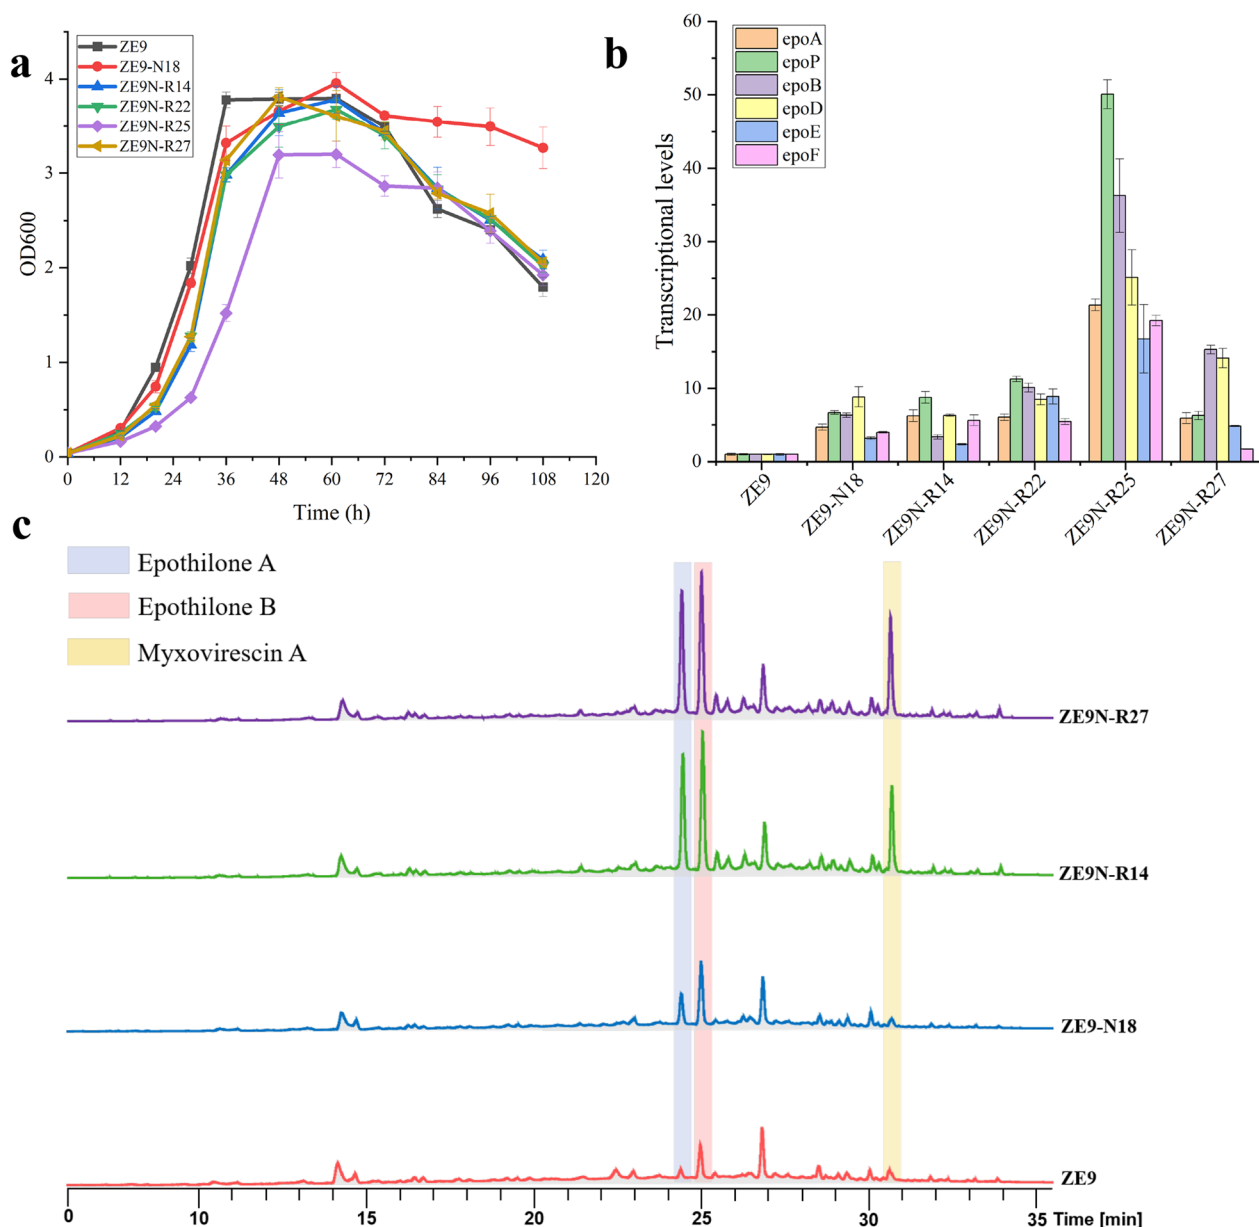 a
ZE9
ZE9-N18
ZE9N-R14
ZE9N-R22
ZE9N-R25
ZE9N-R27
OD600
4
3
2
1
0
0 12 24 36 48 60 72 84 96 108 120
Time (h)
b
epoA
epoP
epoB
epoD
epoE
epoF
Transcriptional levels
60
50
40
30
20
10
0
ZE9 ZE9-N18 ZE9N-R14 ZE9N-R22 ZE9N-R25 ZE9N-R27
c
Epothilone A
Epothilone B
Myxovirescin A
ZE9N-R27
ZE9N-R14
ZE9-N18
ZE9
0 10 20 25 30 35 Time [min]